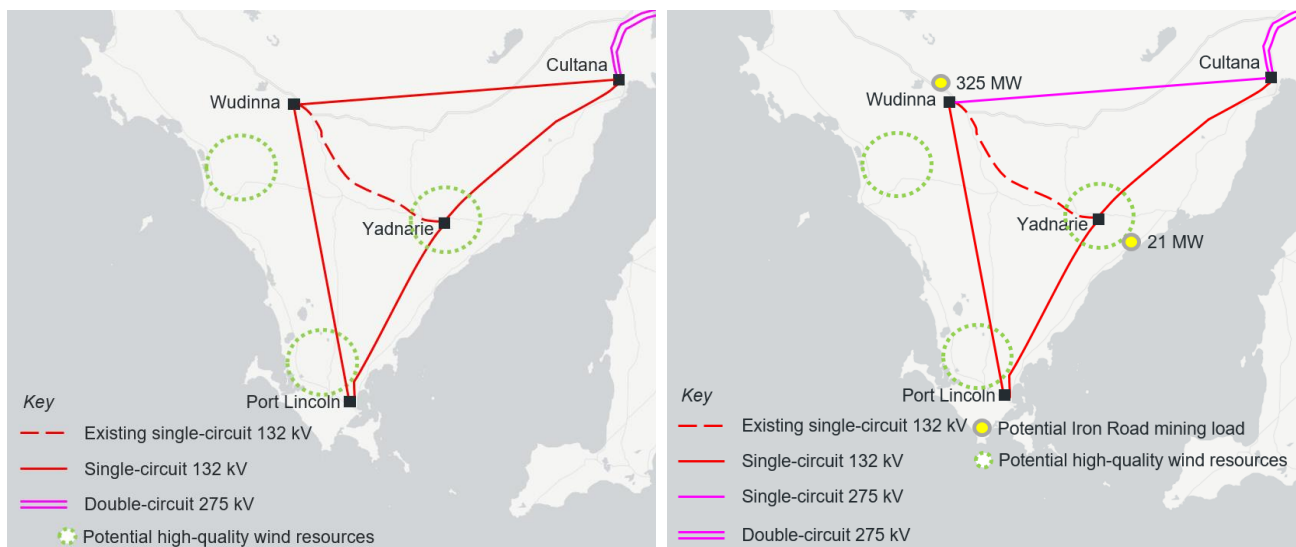 Cultana
Wudinna
Yadnarie
Port Lincoln
Key
Existing single-circuit 132 kV
Single-circuit 132 kV
Double-circuit 275 kV
Potential high-quality wind resources
Cultana
325 MW
Wudinna
Yadnarie
21 MW
Port Lincoln
Key
Existing single-circuit 132 kV
Potential Iron Road mining load
Single-circuit 132 kV
Potential high-quality wind resources
Single-circuit 275 kV
Double-circuit 275 kV